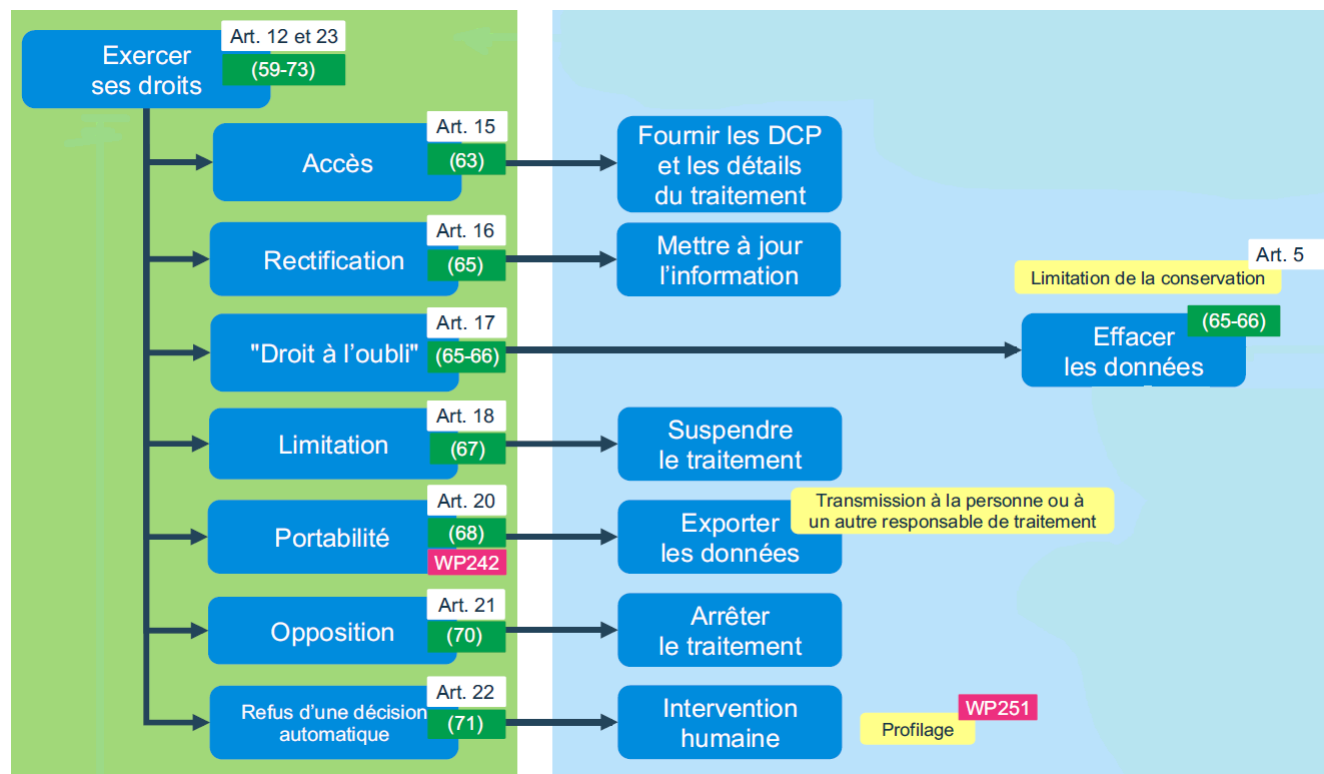 Exercer
ses droits
Art. 12 et 23
(59-73)
Accès
Art. 15
(63)
Fournir les DCP
et les détails
du traitement
Rectification
Art. 16
(65)
Mettre à jour
l’information
"Droit à l’oubli"
Art. 17
(65-66)
Art. 5
Limitation de la conservation
(65-66)
Effacer
les données
Limitation
Art. 18
(67)
Suspendre
le traitement
Portabilité
Art. 20
(68)
WP242
Exporter
les données
Transmission à la personne ou à
un autre responsable de traitement
Opposition
Art. 21
(70)
Arrêter
le traitement
Refus d’une décision
automatique
Art. 22
(71)
Intervention
humaine
WP251
Profilage